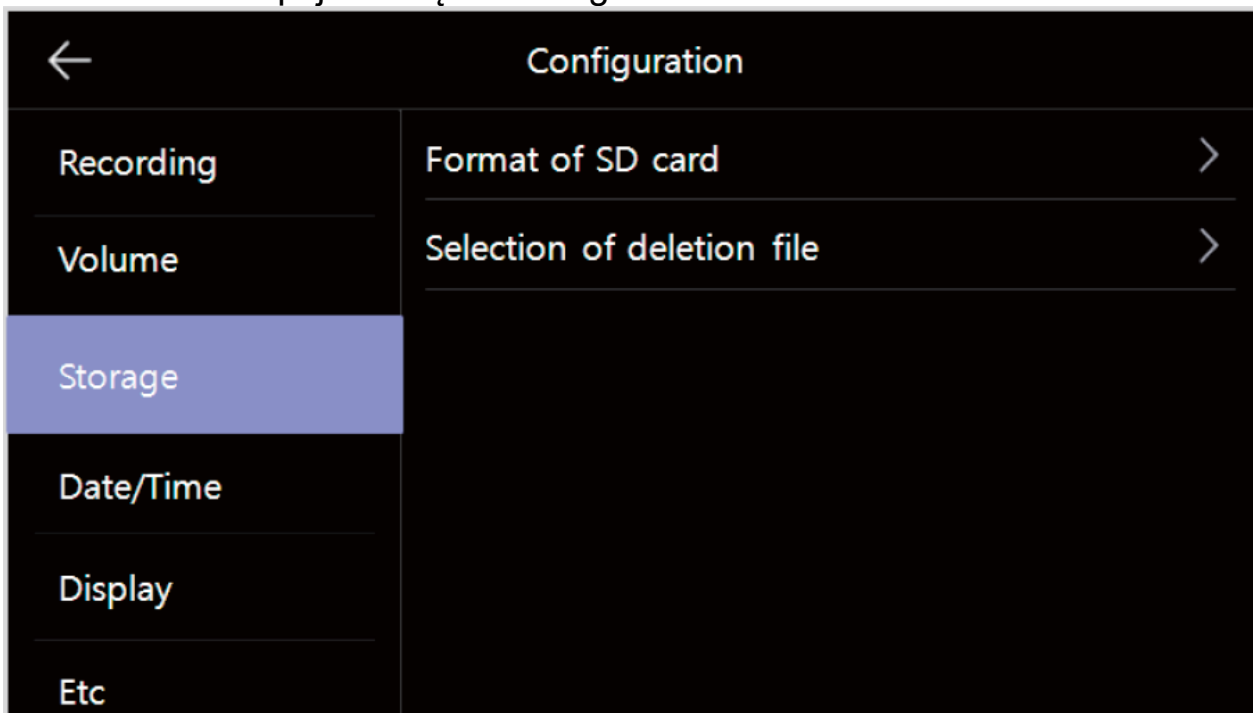 Configuration
Recording
Volume
Storage
Date/Time
Display
Etc
Format of SD card
Selection of deletion file